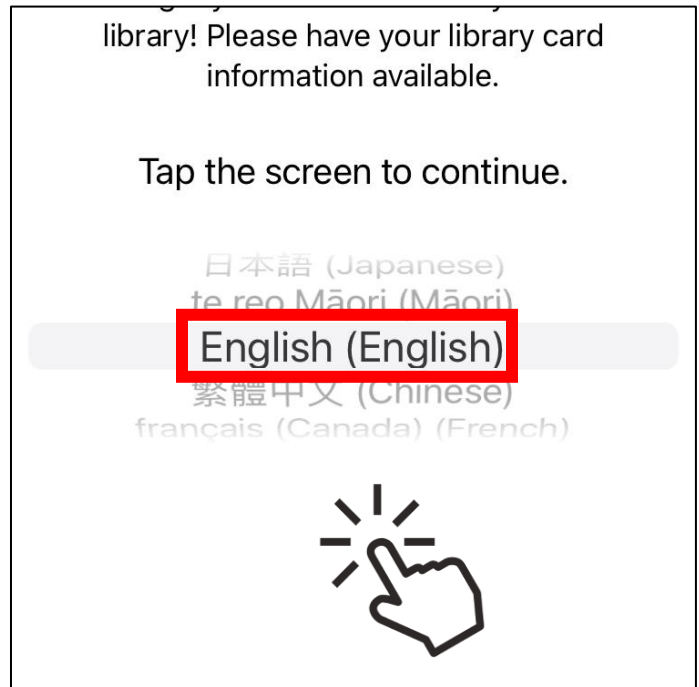 library! Please have your library card
information available.
Tap the screen to continue.
日本語 (Japanese)
te reo Māori (Māori)
English (English)
繁體中文 (Chinese)
français (Canada) (French)